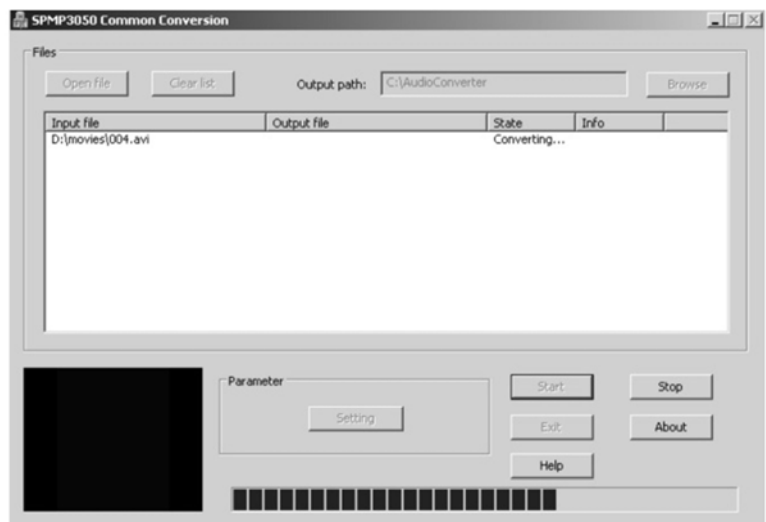 SPMP3050 Common Conversion
Files
Open file Clear list Output path: C:\AudioConverter Browse
Input file Output file State Info
D:\movies\004.avi Converting...
Parameter
Setting
Start Stop
Exit About
Help